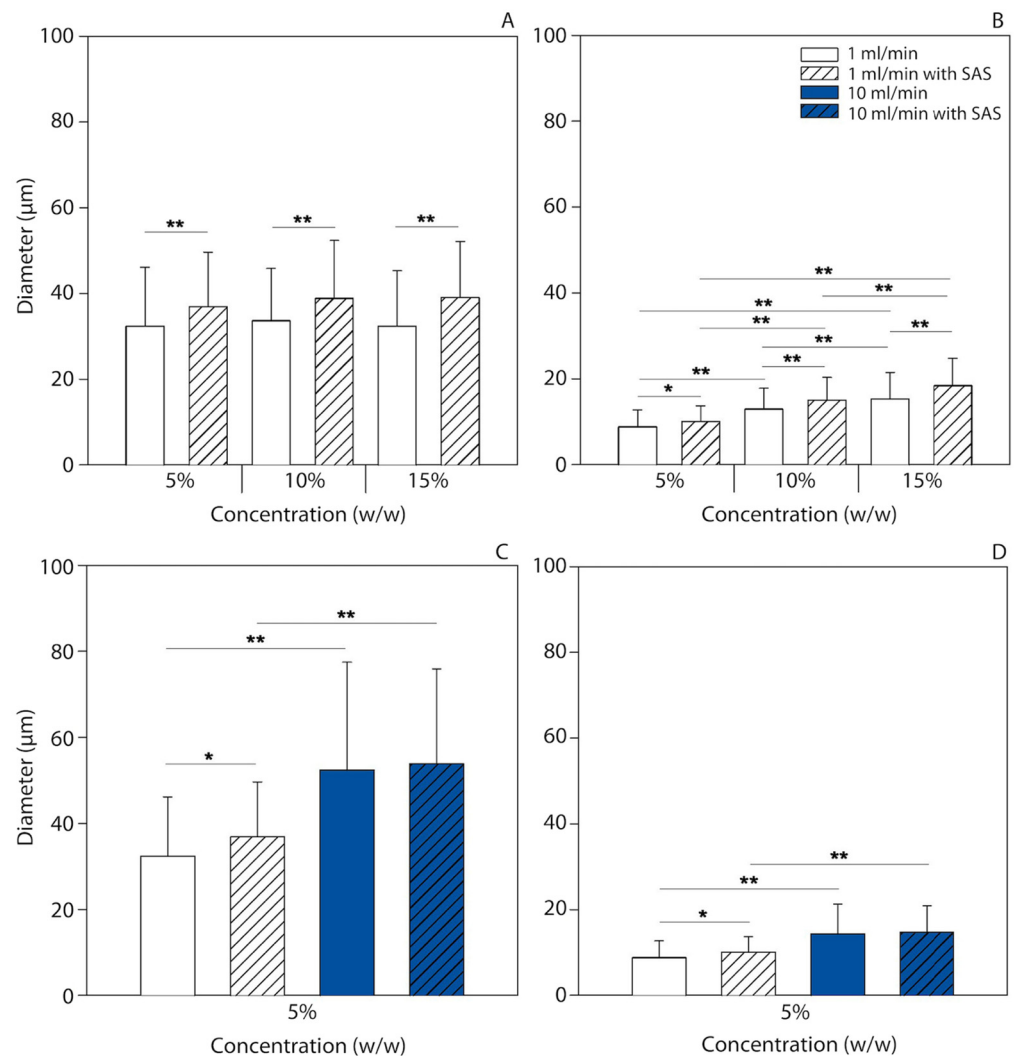 A
100
80
60
40
20
0
Diameter (μm)
** ** **
5% 10% 15%
Concentration (w/w)
B
1 ml/min
1 ml/min with SAS
10 ml/min
10 ml/min with SAS
100
80
60
40
20
0
**
**
**
**
**
**
**
**
*
5% 10% 15%
Concentration (w/w)
C
100
80
60
40
20
0
Diameter (μm)
**
**
*
5%
Concentration (w/w)
D
100
80
60
40
20
0
**
**
*
5%
Concentration (w/w)